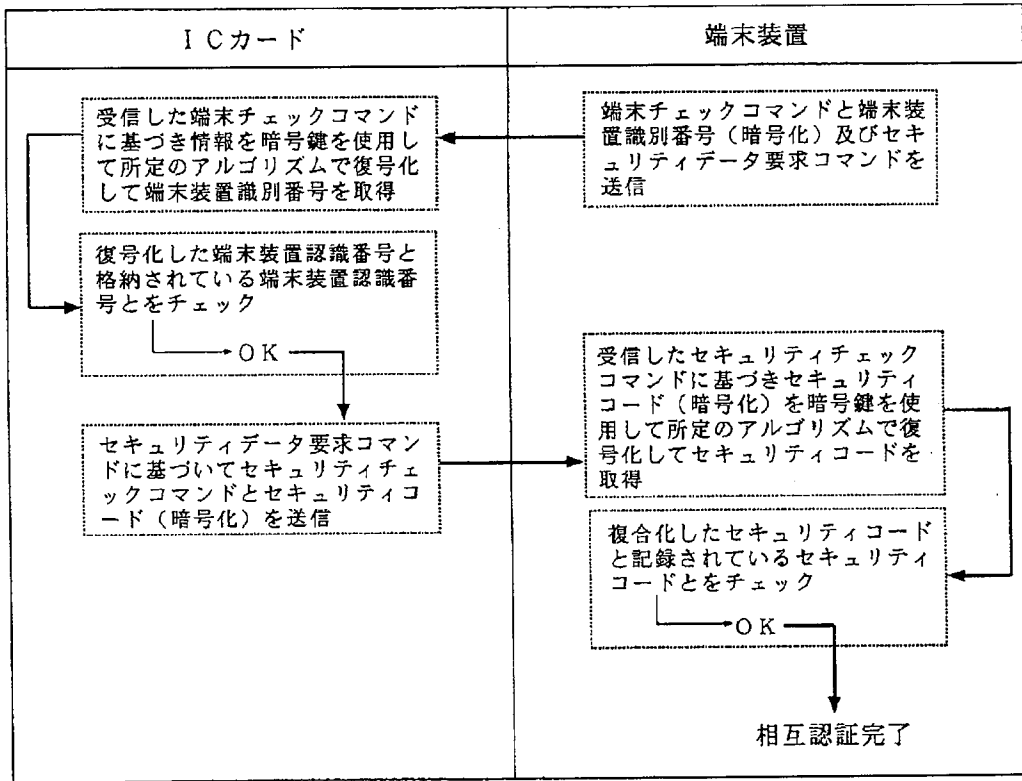 ＩＣカード
端末装置
端末チェックコマンドと端末装
置識別番号（暗号化）及びセキ
ュリティデータ要求コマンドを
送信
受信した端末チェックコマンド
に基づき情報を暗号鍵を使用し
て所定のアルゴリズムで復号化
して端末装置識別番号を取得
復号化した端末装置認識番号と
格納されている端末装置認識番
号とをチェック
ＯＫ
セキュリティデータ要求コマン
ドに基づいてセキュリティチェ
ックコマンドとセキュリティコ
ード（暗号化）を送信
受信したセキュリティチェック
コマンドに基づきセキュリティ
コード（暗号化）を暗号鍵を使
用して所定のアルゴリズムで復
号化してセキュリティコードを
取得
複合化したセキュリティコード
と記録されているセキュリティ
コードとをチェック
ＯＫ
相互認証完了